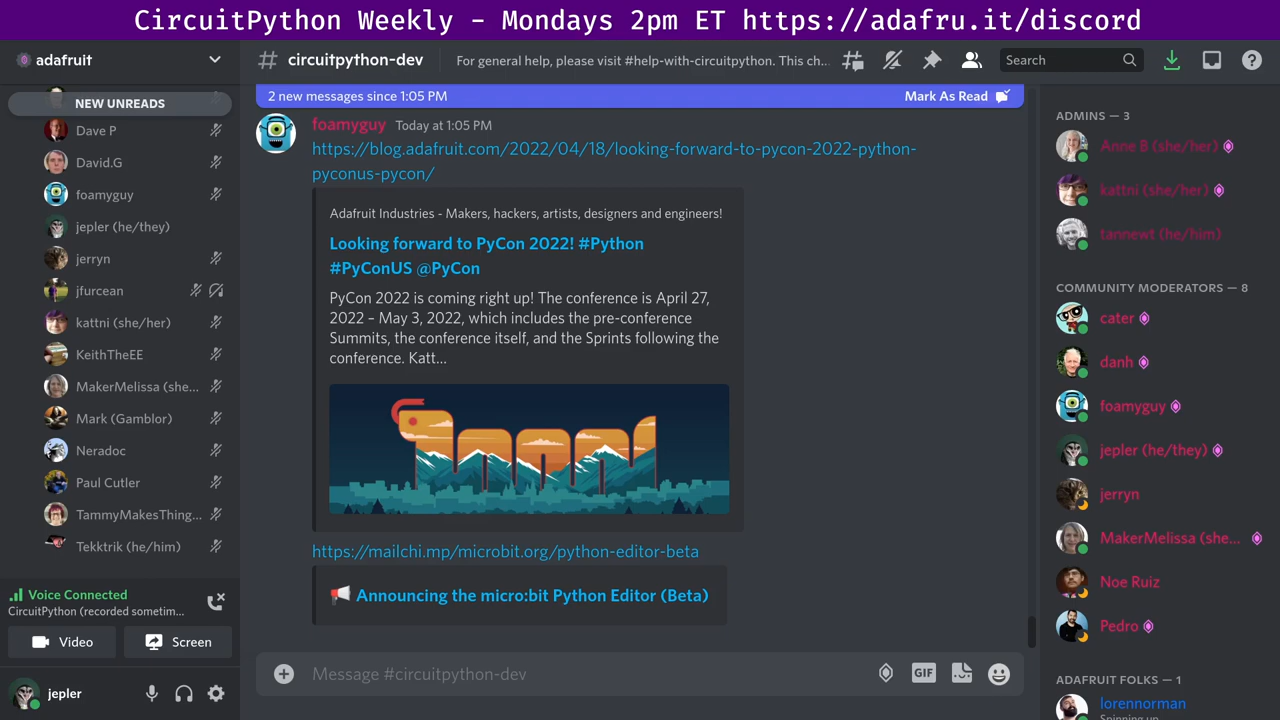 CircuitPython Weekly - Mondays 2pm ET https://adafru.it/discord
adafruit
NEW UNREADS
Dave P
David.G
foamyguy
jepler (he/they)
jerryn
jfurcean
kattni (she/her)
KeithTheEE
MakerMelissa (she...
Mark (Gamblor)
Neradoc
Paul Cutler
TammyMakesThing...
Tekktrik (he/him)
Voice Connected
CircuitPython (recorded sometim...
Video
Screen
jepler
# circuitpython-dev
For general help, please visit #help-with-circuitpython. This ch...
Search
2 new messages since 1:05 PM
Mark As Read
foamyguy Today at 1:05 PM
https://blog.adafruit.com/2022/04/18/looking-forward-to-pycon-2022-python-
pyconus-pycon/
Adafruit Industries - Makers, hackers, artists, designers and engineers!
Looking forward to PyCon 2022! #Python
#PyConUS @PyCon
PyCon 2022 is coming right up! The conference is April 27,
2022 – May 3, 2022, which includes the pre-conference
Summits, the conference itself, and the Sprints following the
conference. Katt...
https://mailchi.mp/microbit.org/python-editor-beta
Announcing the micro:bit Python Editor (Beta)
Message #circuitpython-dev
GIF
ADMINS — 3
Anne B (she/her)
kattni (she/her)
tannewt (he/him)
COMMUNITY MODERATORS — 8
cater
danh
foamyguy
jepler (he/they)
jerryn
MakerMelissa (she...
Noe Ruiz
Pedro
ADAFRUIT FOLKS — 1
lorennorman